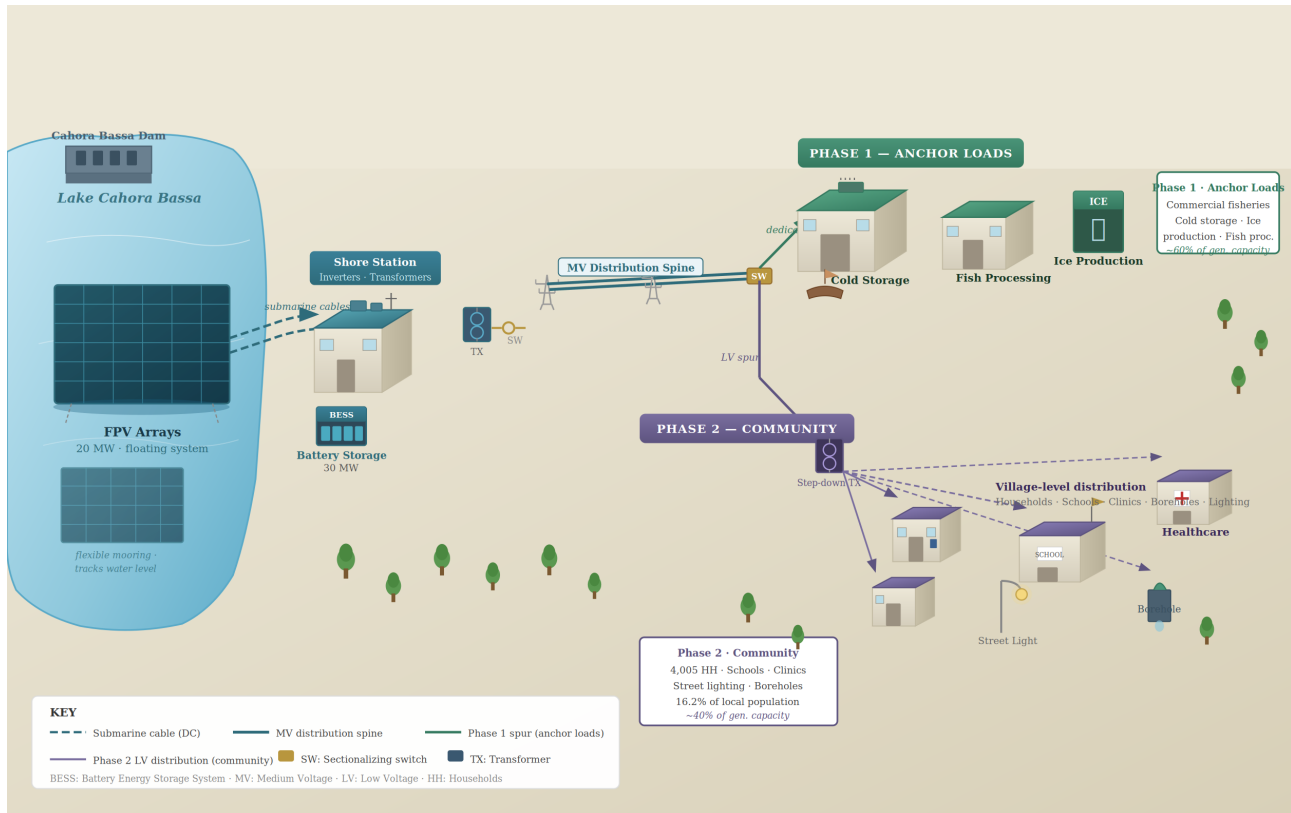 Cahora Bassa Dam
Lake Cahora Bassa
FPV Arrays
20 MW · floating system
flexible mooring ·
tracks water level
submarine cables
Shore Station
Inverters · Transformers
BESS
Battery Storage
30 MW
TX
SW
MV Distribution Spine
SW
LV spur
PHASE 1 — ANCHOR LOADS
Cold Storage
Fish Processing
ICE
Ice Production
Phase 1 · Anchor Loads
Commercial fisheries
Cold storage · Ice
production · Fish proc.
~60% of gen. capacity
PHASE 2 — COMMUNITY
Step-down TX
Village-level distribution
Households · Schools · Clinics · Boreholes · Lighting
Healthcare
SCHOOL
Borehole
Street Light
Phase 2 · Community
4,005 HH · Schools · Clinics
Street lighting · Boreholes
16.2% of local population
~40% of gen. capacity
KEY
Submarine cable (DC)
MV distribution spine
Phase 1 spur (anchor loads)
Phase 2 LV distribution (community)
SW: Sectionalizing switch
TX: Transformer
BESS: Battery Energy Storage System · MV: Medium Voltage · LV: Low Voltage · HH: Households